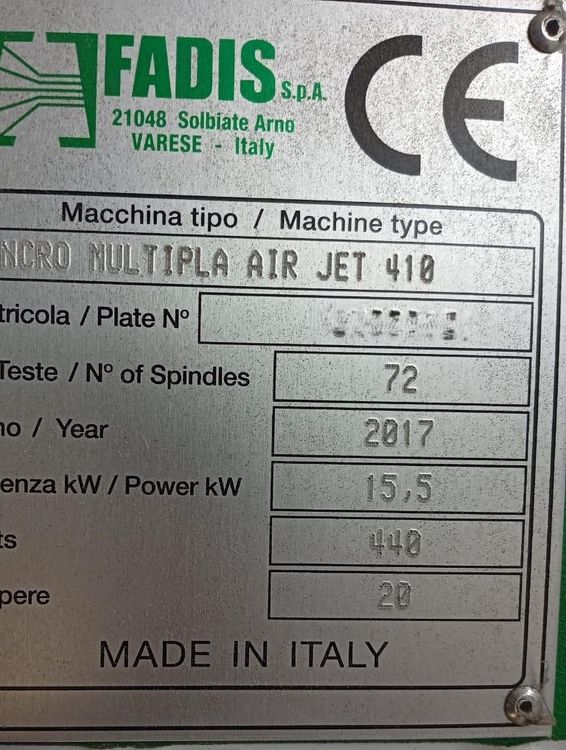 FADIS S.p.A.
21048 Solbiate Arno
VARESE - Italy
CE
Macchina tipo / Machine type
NCRO MULTIPLA AIR JET 410
tricola / Plate Nº
Teste / Nº of Spindles 72
no / Year 2017
enza kW / Power kW 15,5
ts 440
pere 20
MADE IN ITALY